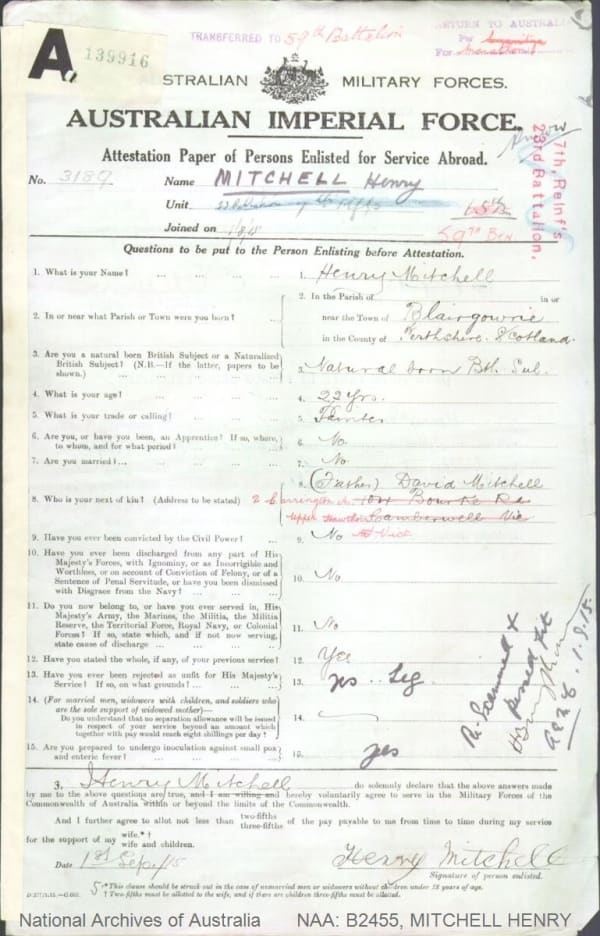 TRANSFERRED TO 59th Battalion
RETURN TO AUSTRALIA
Per
For
A.
139916
AUSTRALIAN MILITARY FORCES.
AUSTRALIAN IMPERIAL FORCE.
Attestation Paper of Persons Enlisted for Service Abroad.
7th, Reinf's
23rd Battalion.
No. 3189 Name MITCHELL Henry
Unit
59TH Bn
Joined on
Questions to be put to the Person Enlisting before Attestation.
1. What is your Name? ... ... ... ... 1. Henry Mitchell
2. In or near what Parish or Town were you born? ...
2. In the Parish of in or
near the Town of Blairgowrie
in the County of Perthshire. Scotland.
3. Are you a natural born British Subject or a Naturalized
British Subject? (N.B.—If the latter, papers to be
shown.) ... ... ... ...
3. Natural born Bt. Sub.
4. What is your age? ... ... ... ... 4. 22 yrs.
5. What is your trade or calling? ... ... ... 5. Painter
6. Are you, or have you been, an Apprentice? If so, where,
to whom, and for what period? ... ... ...
6. No.
7. Are you married?... ... ... ... 7. No
8. Who is your next of kin? (Address to be stated)
8. (Father) David Mitchell
2 Carrington 1044 Bourke Rd
Upper Hawthorn Camberwell Vic
9. Have you ever been convicted by the Civil Power? ... 9. No Vict
10. Have you ever been discharged from any part of His
Majesty's Forces, with Ignominy, or as Incorrigible and
Worthless, or on account of Conviction of Felony, or of a
Sentence of Penal Servitude, or have you been dismissed
with Disgrace from the Navy? ... ... ...
10. No
11. Do you now belong to, or have you ever served in, His
Majesty's Army, the Marines, the Militia, the Militia
Reserve, the Territorial Force, Royal Navy, or Colonial
Forces? If so, state which, and if not now serving,
state cause of discharge ... ... ...
11. No
12. Have you stated the whole, if any, of your previous service? 12. Yes
13. Have you ever been rejected as unfit for His Majesty's
Service? If so, on what grounds? ... ... ...
13. yes . Leg
14. (For married men, widowers with children, and soldiers who
are the sole support of widowed mother)—
Do you understand that no separation allowance will be issued
in respect of your service beyond an amount which
together with pay would reach eight shillings per day?
14.
15. Are you prepared to undergo inoculation against small pox
and enteric fever? ... ... ... ...
15. yes
Re-Examined &
passed fit
1.9.15.
I, Henry Mitchell do solemnly declare that the above answers made
by me to the above questions are true, and I am willing and hereby voluntarily agree to serve in the Military Forces of the
Commonwealth of Australia within or beyond the limits of the Commonwealth.
And I further agree to allot not less than two-fifths three-fifths of the pay payable to me from time to time during my service
for the support of my wife.*† wife and children.
Date 1st Sept/15
Henry Mitchell
Signature of person enlisted.
*This clause should be struck out in the case of unmarried men or widowers without children under 18 years of age.
† Two-fifths must be allotted to the wife, and if there are children three-fifths must be allotted.
National Archives of Australia NAA: B2455, MITCHELL HENRY